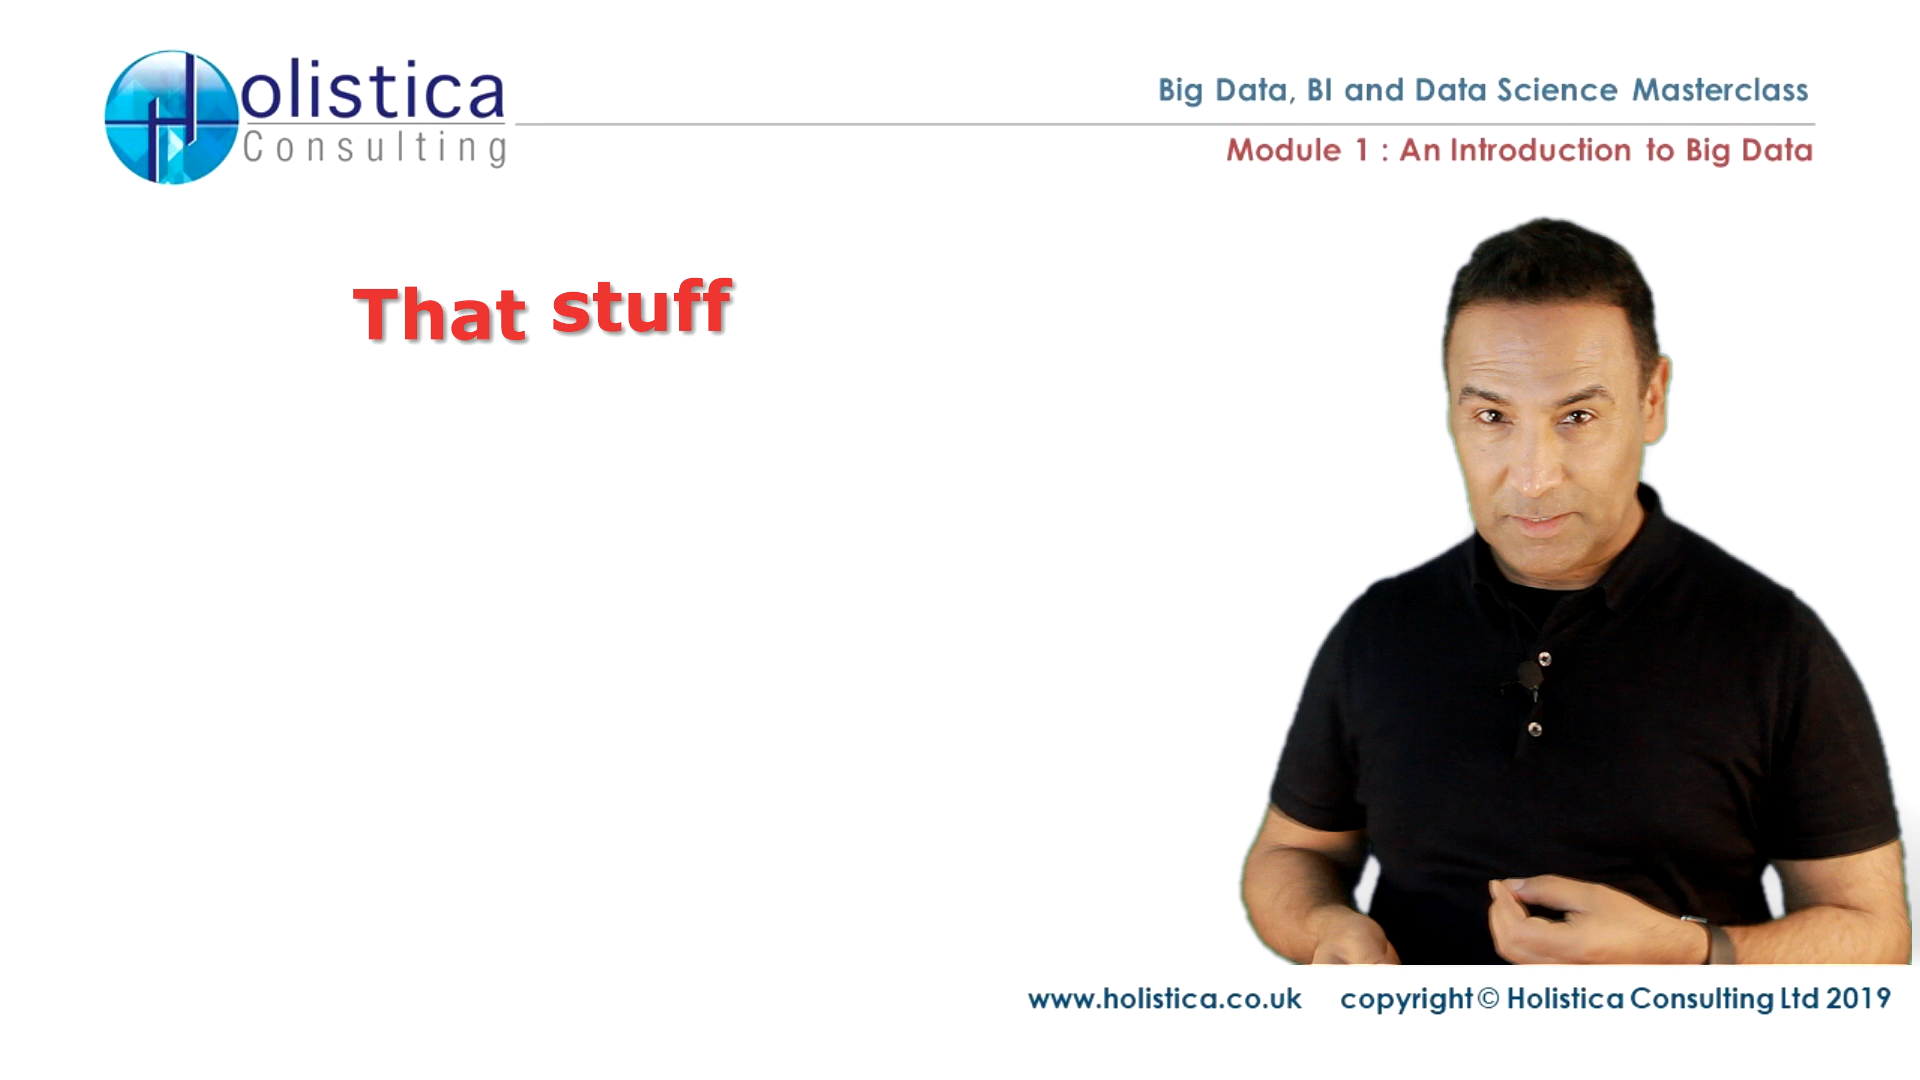 Holistica
Consulting
Big Data, BI and Data Science Masterclass
Module 1 : An Introduction to Big Data
That stuff
www.holistica.co.uk copyright © Holistica Consulting Ltd 2019